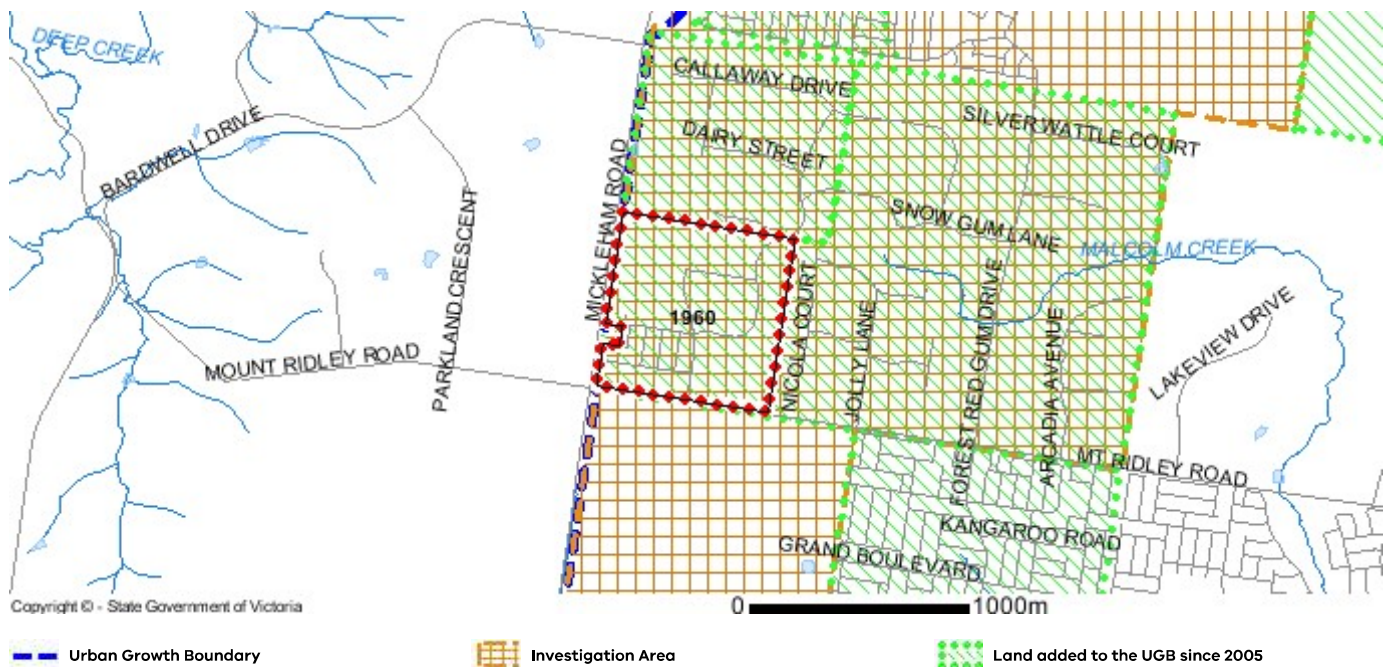 DEEP CREEK
CALLAWAY DRIVE
SILVER WATTLE COURT
BARDWELL DRIVE
DAIRY STREET
MICKLEHAM ROAD
PARKLAND CRESCENT
SNOW GUM LANE
MALCOLM CREEK
1960
NICOLA COURT
JOLLY LANE
FOREST RED GUM DRIVE
ARCADIA AVENUE
LAKEVIEW DRIVE
MOUNT RIDLEY ROAD
MT RIDLEY ROAD
KANGAROO ROAD
GRAND BOULEVARD
Copyright © - State Government of Victoria
0 1000m
Urban Growth Boundary
Investigation Area
Land added to the UGB since 2005